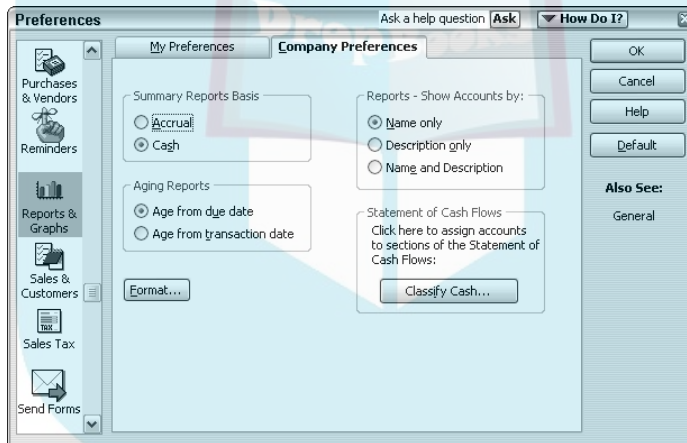 Preferences
Ask a help question Ask How Do I?
My Preferences
Company Preferences
Purchases
& Vendors
Reminders
Reports &
Graphs
Sales &
Customers
TAX
Sales Tax
Send Forms
Summary Reports Basis
Accrual
Cash
Aging Reports
Age from due date
Age from transaction date
Format...
Reports - Show Accounts by:
Name only
Description only
Name and Description
Statement of Cash Flows
Click here to assign accounts
to sections of the Statement of
Cash Flows:
Classify Cash...
OK
Cancel
Help
Default
Also See:
General